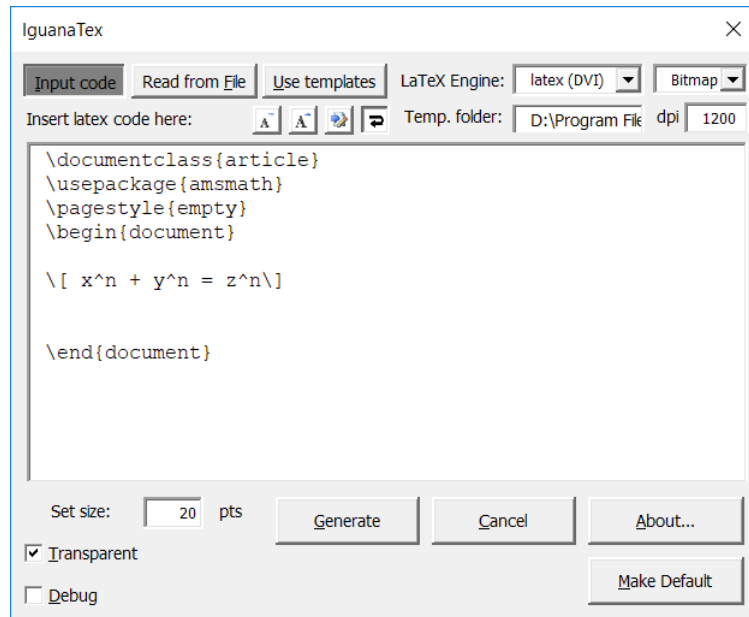 IguanaTex
Input code Read from File Use templates LaTeX Engine: latex (DVI) Bitmap
Insert latex code here: A A Temp. folder: D:\Program File dpi 1200
\documentclass{article}
\usepackage{amsmath}
\pagestyle{empty}
\begin{document}
\[ x^n + y^n = z^n\]
\end{document}
Set size: 20 pts Generate Cancel About...
Transparent
Make Default
Debug